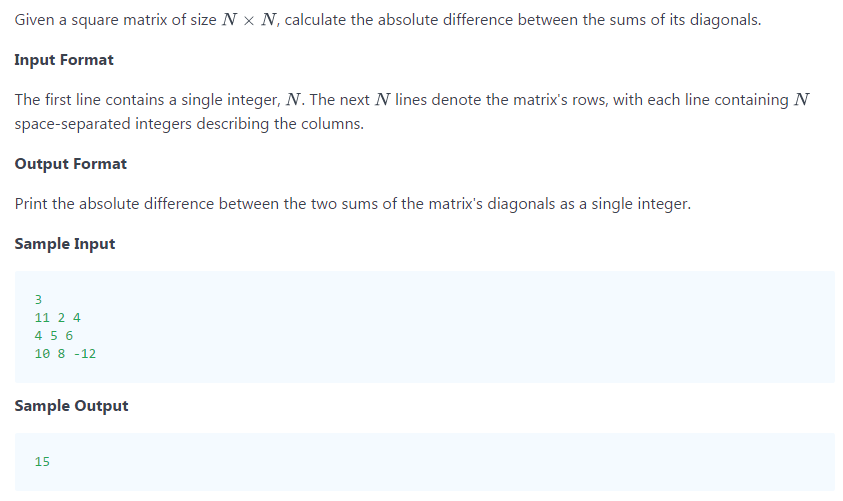 Given a square matrix of size N × N, calculate the absolute difference between the sums of its diagonals.
Input Format
The first line contains a single integer, N. The next N lines denote the matrix's rows, with each line containing N
space-separated integers describing the columns.
Output Format
Print the absolute difference between the two sums of the matrix's diagonals as a single integer.
Sample Input
3
11 2 4
4 5 6
10 8 -12
Sample Output
15